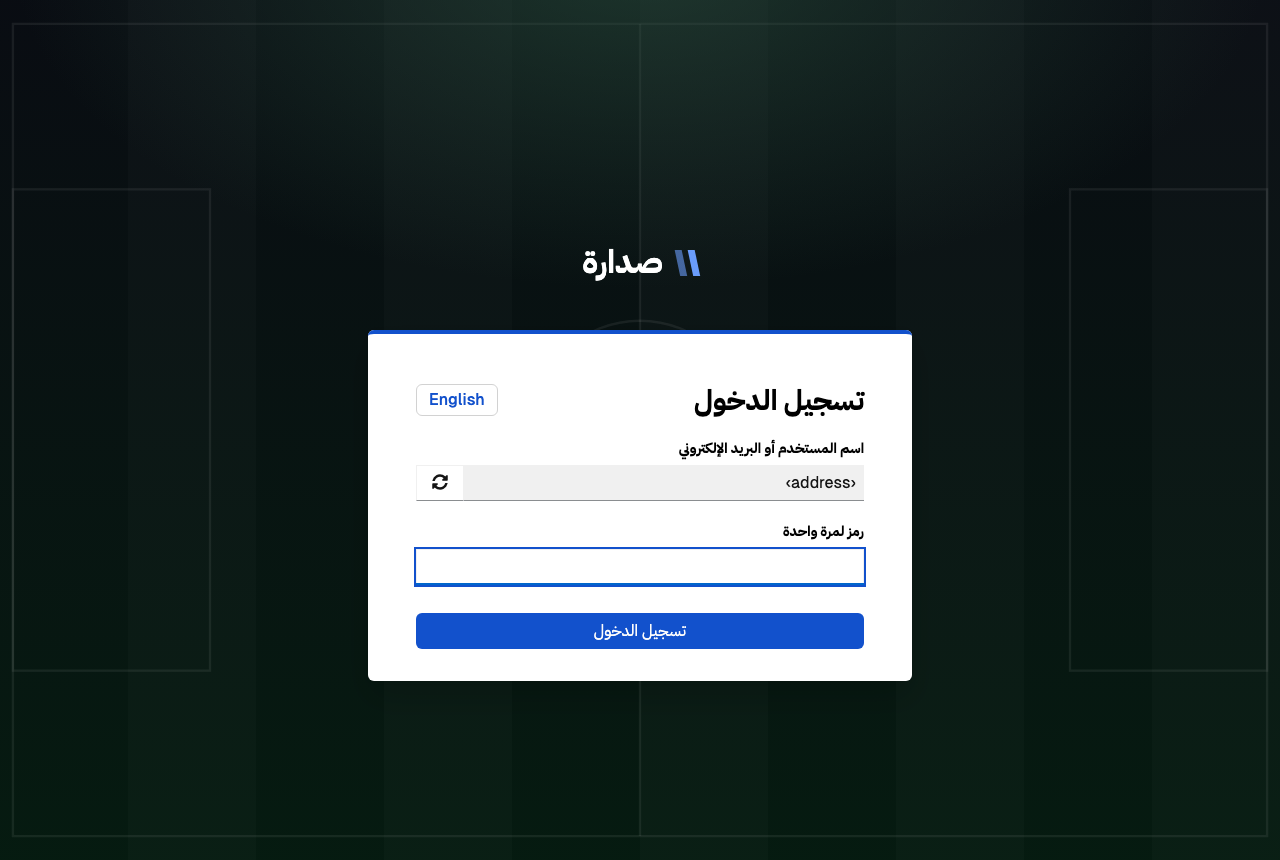 صدارة
تسجيل الدخول
English
اسم المستخدم أو البريد الإلكتروني
‹address›
رمز لمرة واحدة
تسجيل الدخول